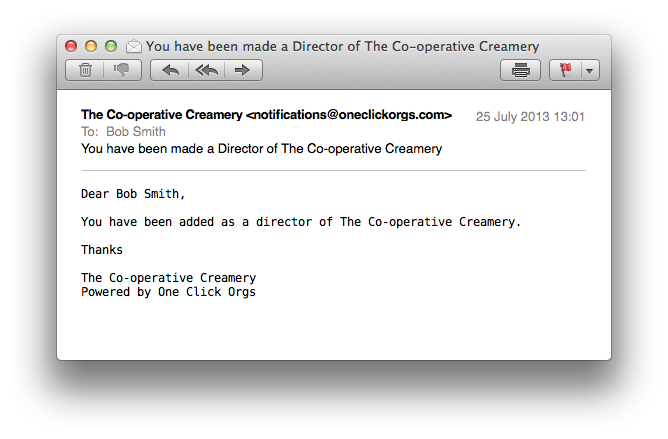 You have been made a Director of The Co-operative Creamery
The Co-operative Creamery <notifications@oneclickorgs.com> 25 July 2013 13:01
To: Bob Smith
You have been made a Director of The Co-operative Creamery
Dear Bob Smith,
You have been added as a director of The Co-operative Creamery.
Thanks
The Co-operative Creamery
Powered by One Click Orgs